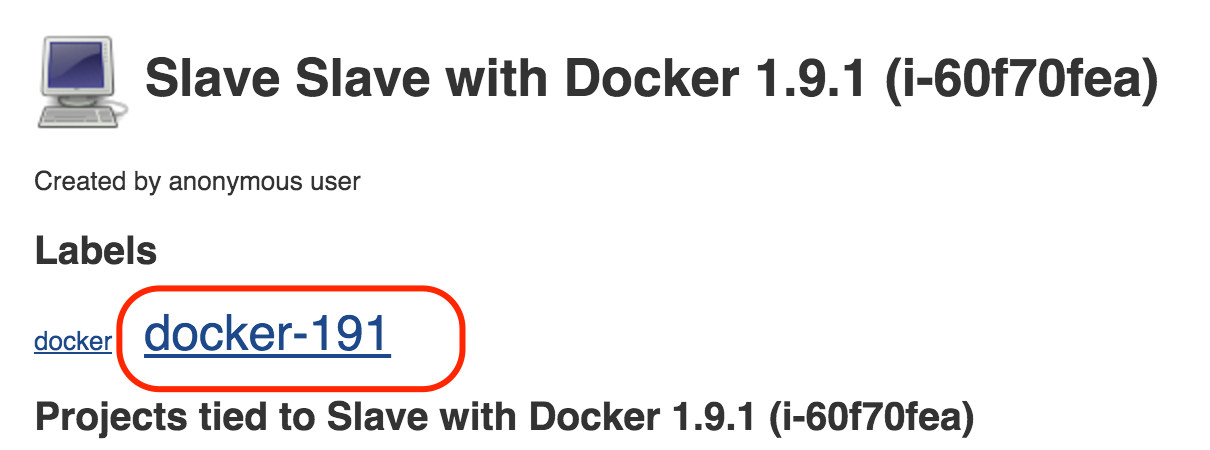 Slave Slave with Docker 1.9.1 (i-60f70fea)
Created by anonymous user
Labels
docker docker-191
Projects tied to Slave with Docker 1.9.1 (i-60f70fea)